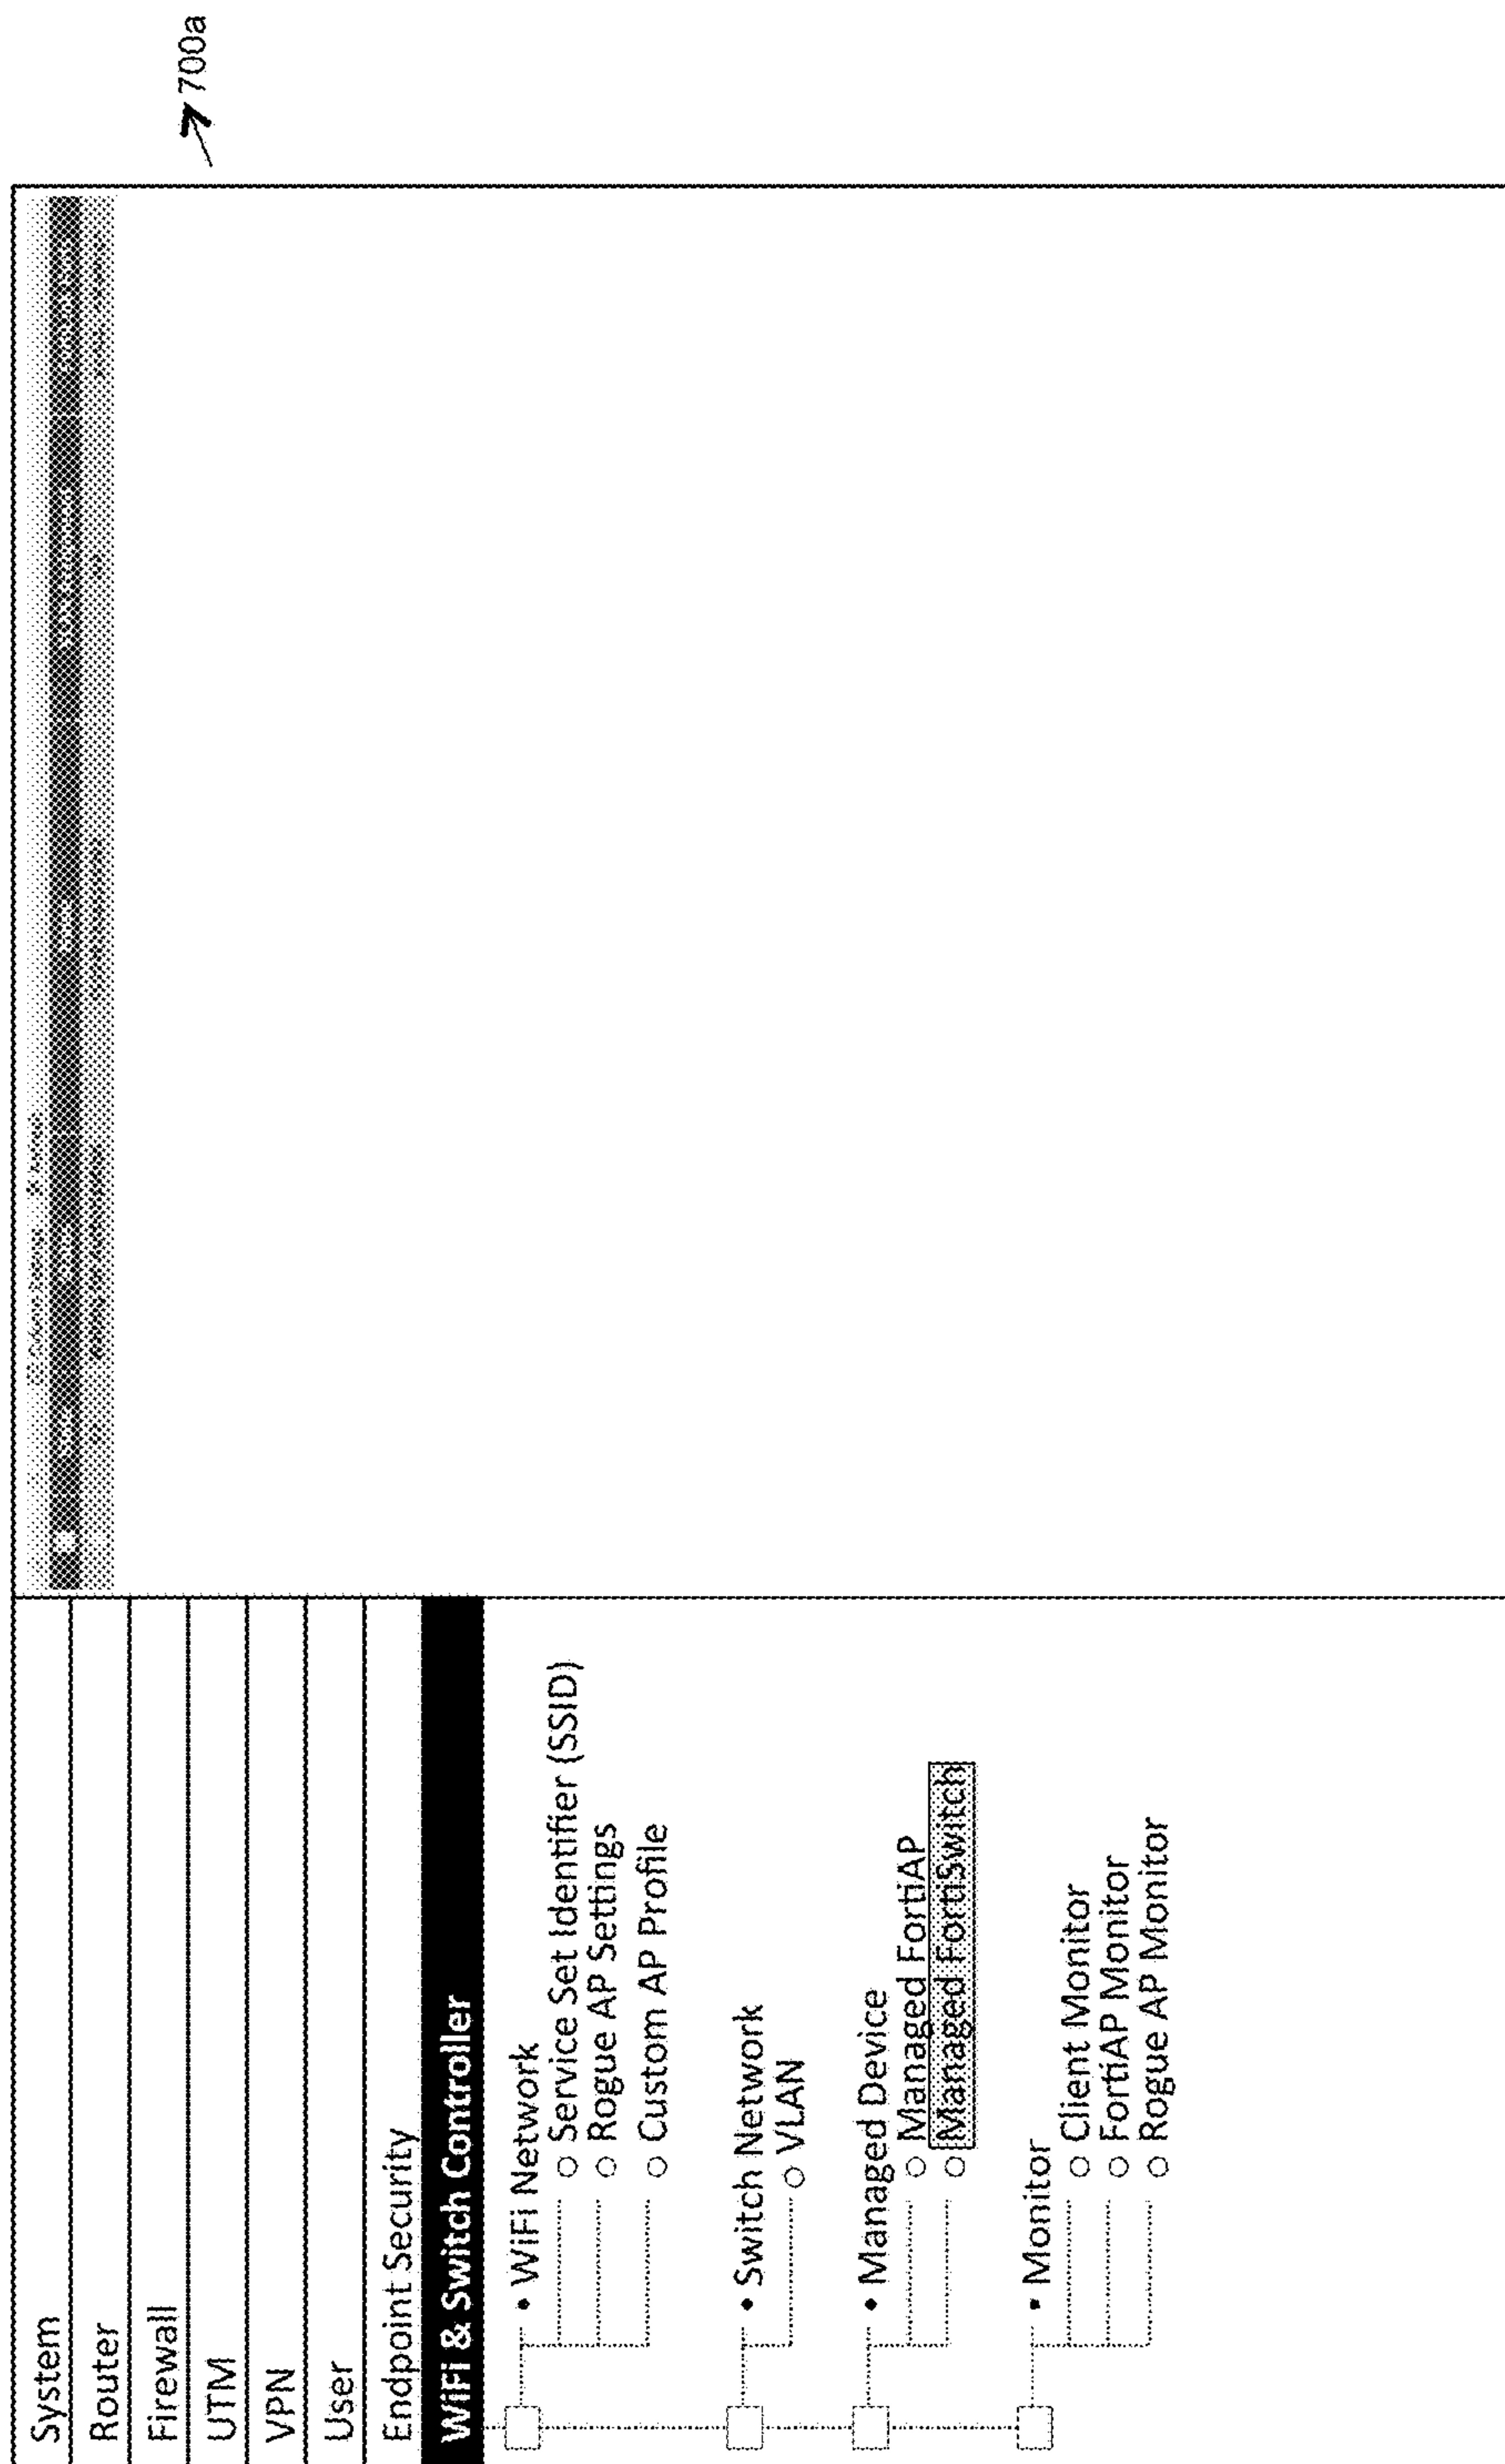 700a
System
Router
Firewall
UTM
VPN
User
Endpoint Security
WiFi & Switch Controller
• WiFi Network
○ Service Set Identifier (SSID)
○ Rogue AP Settings
○ Custom AP Profile
• Switch Network
○ VLAN
• Managed Device
○ Managed FortiAP
○ Managed FortiSwitch
• Monitor
○ Client Monitor
○ FortiAP Monitor
○ Rogue AP Monitor